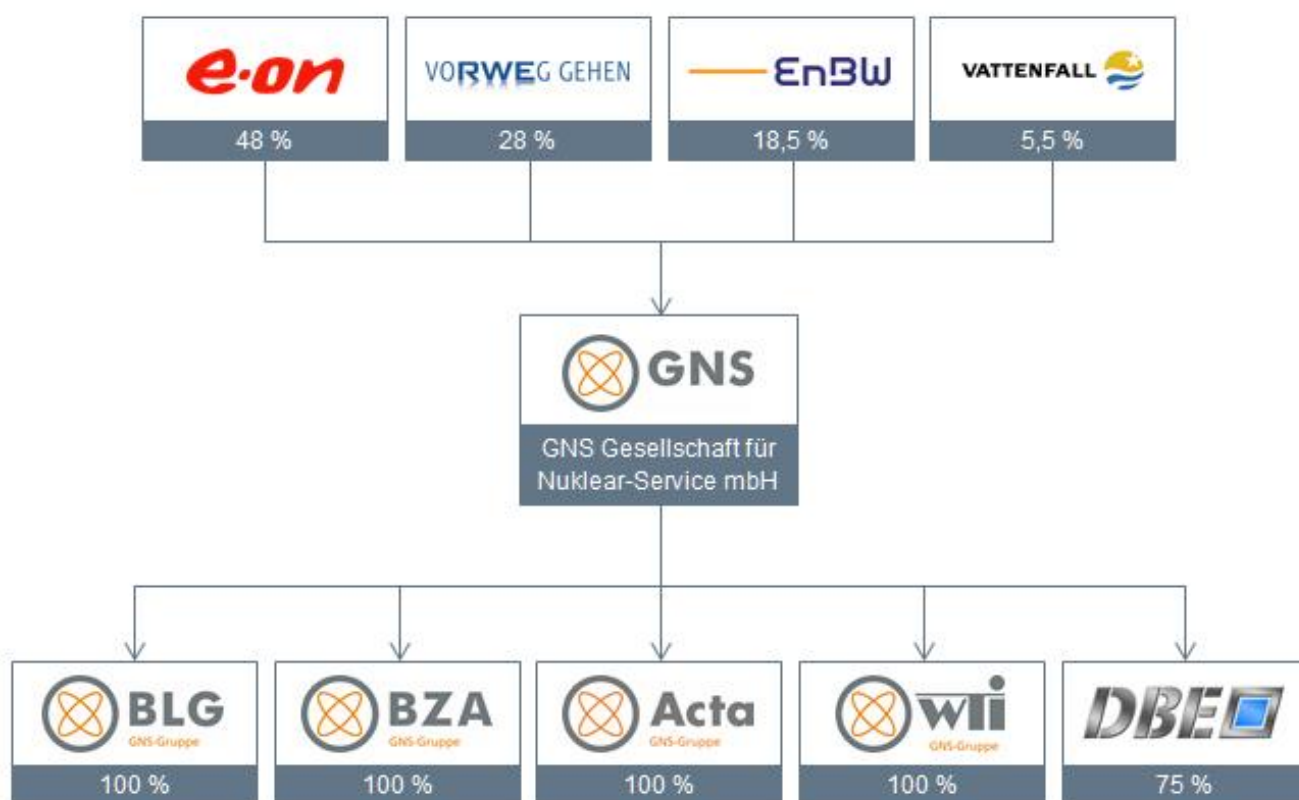 e·on
VORWEG GEHEN
EnBW
VATTENFALL
48 %
28 %
18,5 %
5,5 %
GNS
GNS Gesellschaft für
Nuklear-Service mbH
BLG
GNS-Gruppe
BZA
GNS-Gruppe
Acta
GNS-Gruppe
wti
GNS-Gruppe
DBE
100 %
100 %
100 %
100 %
75 %